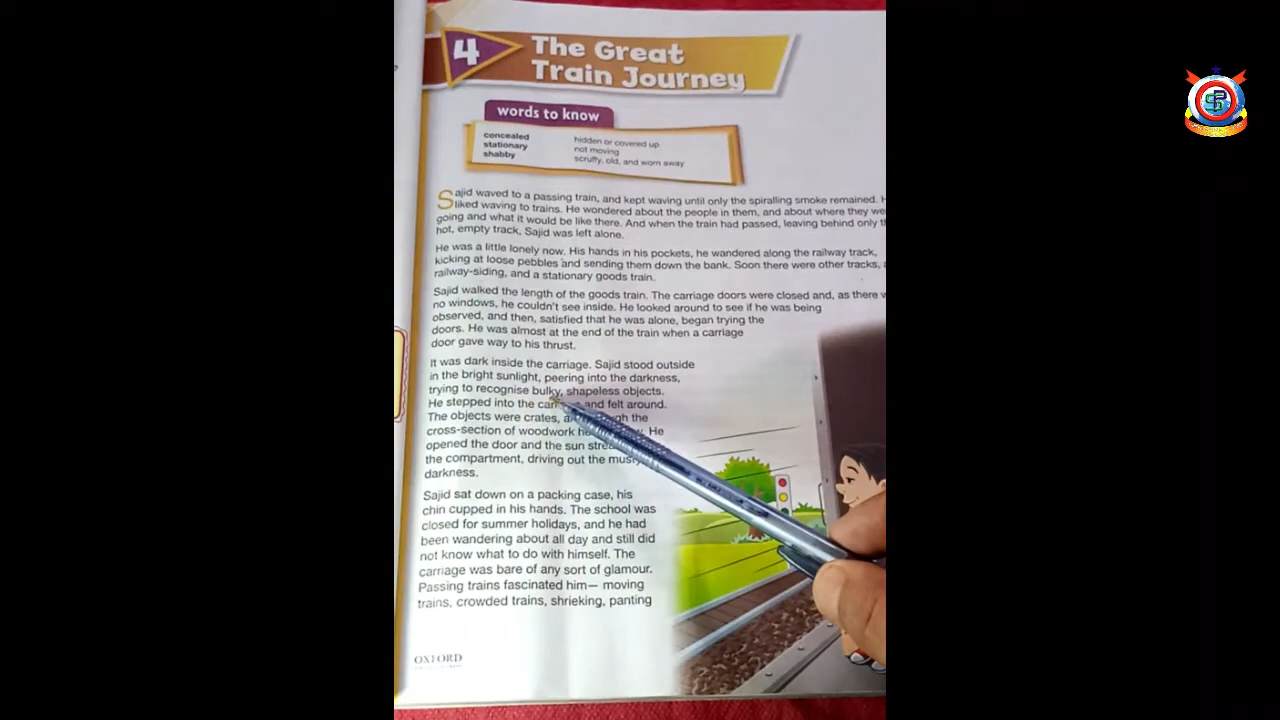 4
The Great
Train Journey
words to know
concealed hidden or covered up
stationary not moving
shabby scruffy, old, and worn away
Sajid waved to a passing train, and kept waving until only the spiralling smoke remained.
liked waving to trains. He wondered about the people in them, and about where they
going and what it would be like there. And when the train had passed, leaving behind only
hot, empty track, Sajid was left alone.
He was a little lonely now. His hands in his pockets, he wandered along the railway track,
kicking at loose pebbles and sending them down the bank. Soon there were other tracks,
railway-siding, and a stationary goods train.
Sajid walked the length of the goods train. The carriage doors were closed and, as there
no windows, he couldn't see inside. He looked around to see if he was being
observed, and then, satisfied that he was alone, began trying the
doors. He was almost at the end of the train when a carriage
door gave way to his thrust.
It was dark inside the carriage. Sajid stood outside
in the bright sunlight, peering into the darkness,
trying to recognise bulky, shapeless objects.
He stepped into the and felt around.
The objects were crates, the
cross-section of woodwork He
opened the door and the sun
the compartment, driving out the musty
darkness.
Sajid sat down on a packing case, his
chin cupped in his hands. The school was
closed for summer holidays, and he had
been wandering about all day and still did
not know what to do with himself. The
carriage was bare of any sort of glamour.
Passing trains fascinated him— moving
trains, crowded trains, shrieking, panting
OXFORD